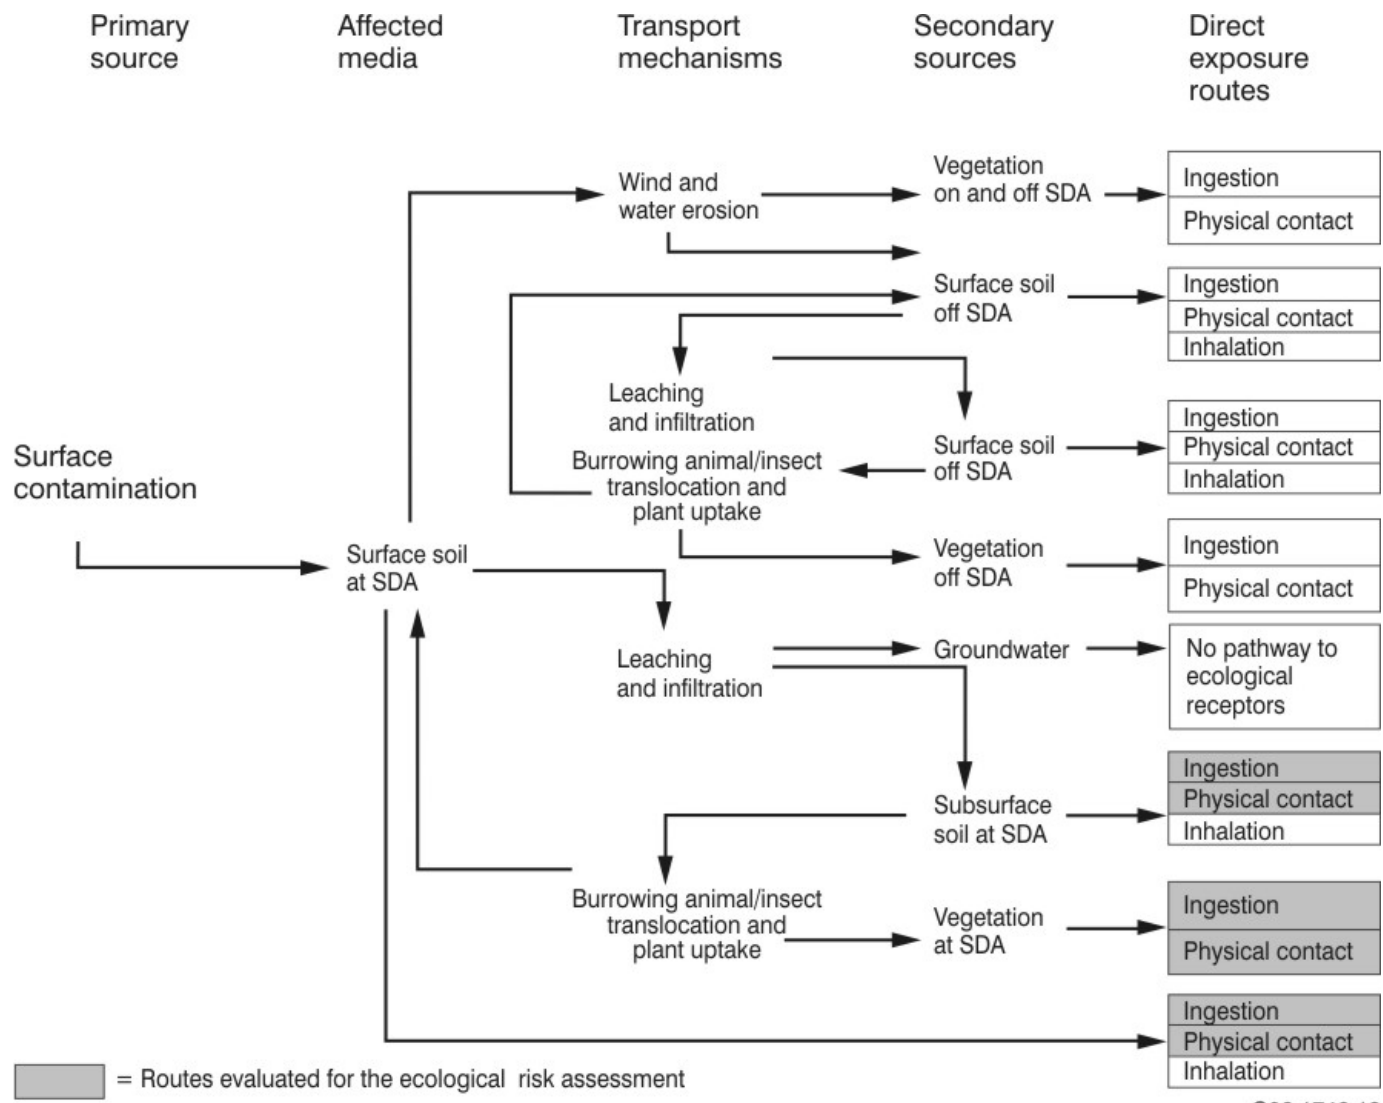 Primary
source
Affected
media
Transport
mechanisms
Secondary
sources
Direct
exposure
routes
Wind and
water erosion
Vegetation
on and off SDA
Ingestion
Physical contact
Surface soil
off SDA
Ingestion
Physical contact
Inhalation
Leaching
and infiltration
Surface soil
off SDA
Ingestion
Physical contact
Inhalation
Surface
contamination
Burrowing animal/insect
translocation and
plant uptake
Vegetation
off SDA
Ingestion
Physical contact
Surface soil
at SDA
Leaching
and infiltration
Groundwater
No pathway to
ecological
receptors
Subsurface
soil at SDA
Ingestion
Physical contact
Inhalation
Burrowing animal/insect
translocation and
plant uptake
Vegetation
at SDA
Ingestion
Physical contact
Ingestion
Physical contact
Inhalation
= Routes evaluated for the ecological risk assessment